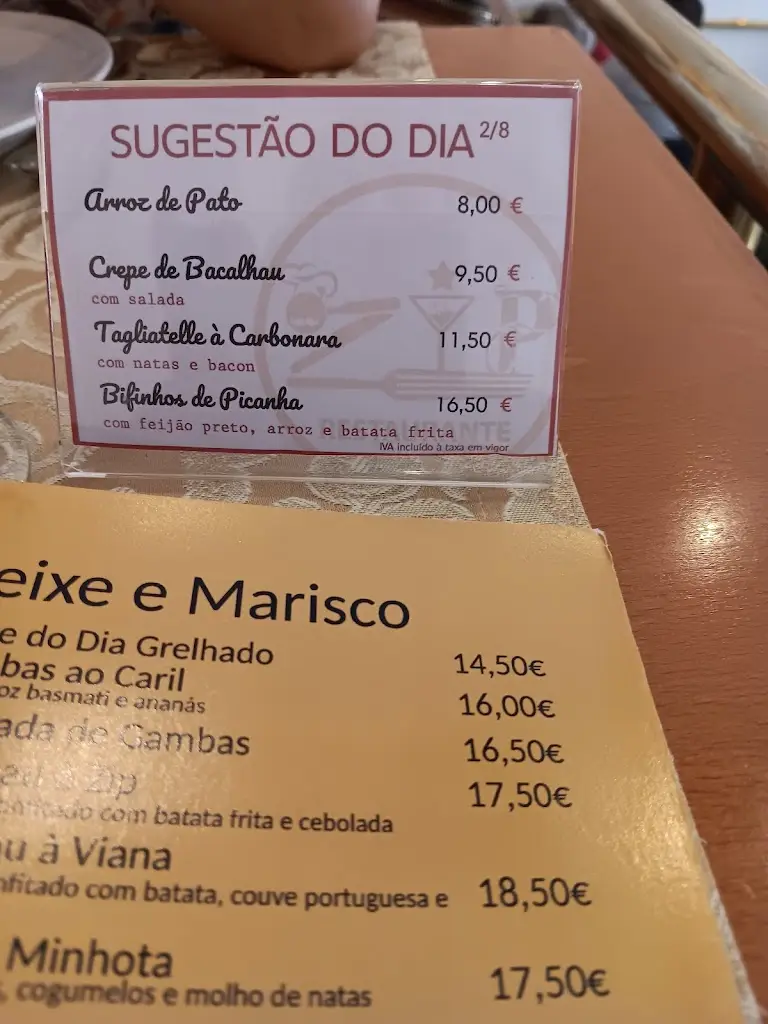 SUGESTÃO DO DIA 2/8
Arroz de Pato 8,00 €
Crepe de Bacalhau 9,50 €
com salada
Tagliatelle à Carbonara 11,50 €
com natas e bacon
Bifinhos de Picanha 16,50 €
com feijão preto, arroz e batata frita
RESTAURANTE
IVA incluído à taxa em vigor
eixe e Marisco
e do Dia Grelhado 14,50€
bas ao Caril 16,00€
oz basmati e ananás
ada de Gambas 16,50€
17,50€
com batata frita e cebolada
u à Viana
nfitado com batata, couve portuguesa e 18,50€
Minhota 17,50€
, cogumelos e molho de natas